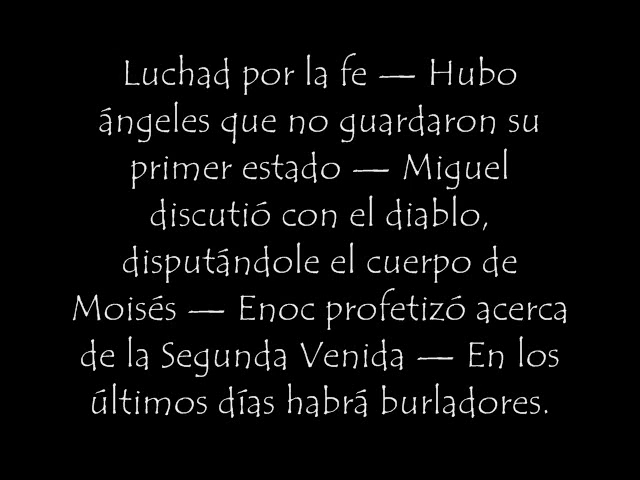 Luchad por la fe — Hubo
ángeles que no guardaron su
primer estado — Miguel
discutió con el diablo,
disputándole el cuerpo de
Moisés — Enoc profetizó acerca
de la Segunda Venida — En los
últimos días habrá burladores.